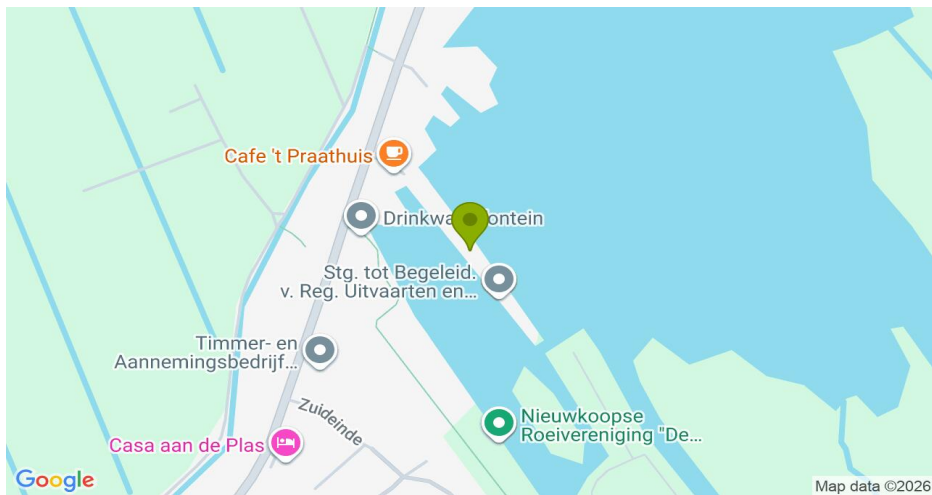 Cafe 't Praathuis
Drinkwa
ontein
Stg. tot Begeleid.
v. Reg. Uitvaarten en...
Timmer- en
Aannemingsbedrijf...
Zuideinde
Casa aan de Plas
Nieuwkoopse
Roeivereniging "De...
Google
Map data ©2026